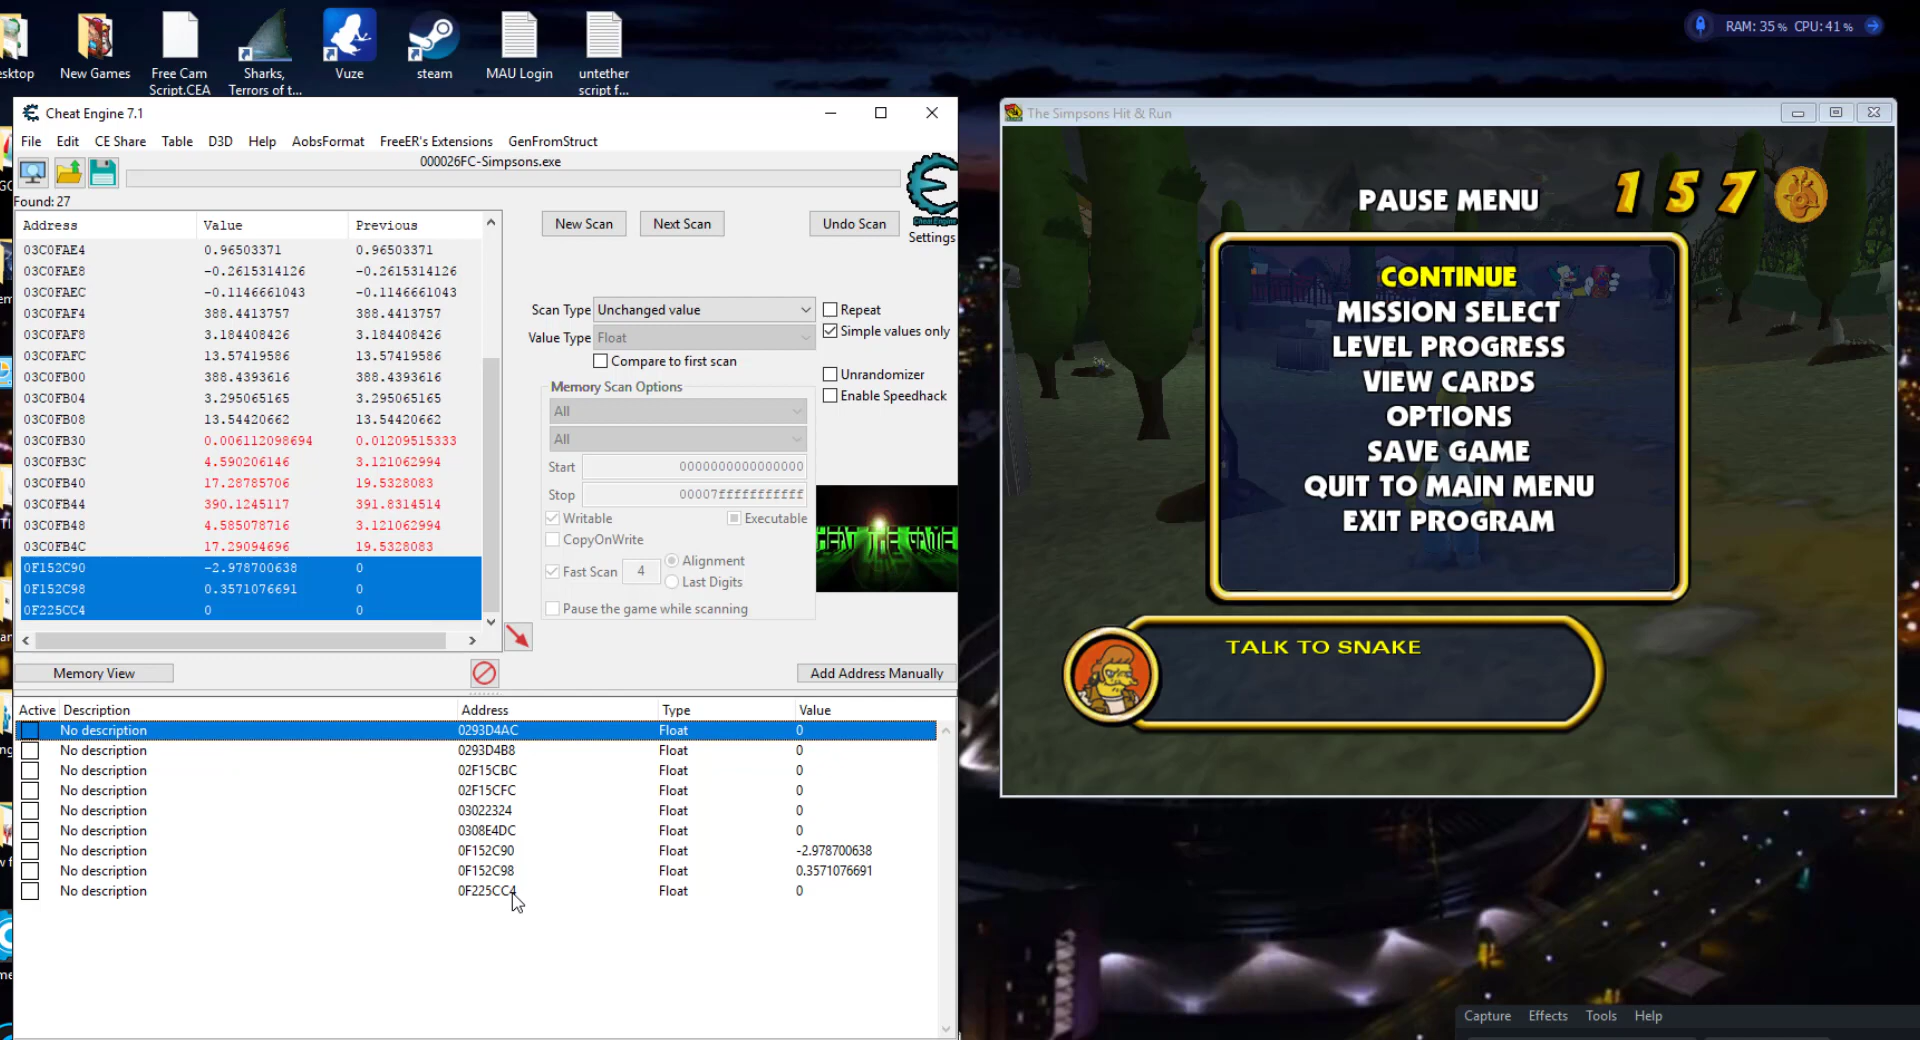 RAM: 35 % CPU: 41 %
esktop
New Games
Free Cam
Script.CEA
Sharks,
Terrors of t...
Vuze
steam
MAU Login
untether
script f...
Cheat Engine 7.1
File Edit CE Share Table D3D Help AobsFormat FreeER's Extensions GenFromStruct
000026FC-Simpsons.exe
Found: 27
Address Value Previous
03C0FAE4 0.96503371 0.96503371
03C0FAE8 -0.2615314126 -0.2615314126
03C0FAEC -0.1146661043 -0.1146661043
03C0FAF4 388.4413757 388.4413757
03C0FAF8 3.184408426 3.184408426
03C0FAFC 13.57419586 13.57419586
03C0FB00 388.4393616 388.4393616
03C0FB04 3.295065165 3.295065165
03C0FB08 13.54420662 13.54420662
03C0FB30 0.006112098694 0.01209515333
03C0FB3C 4.590206146 3.121062994
03C0FB40 17.28785706 19.5328083
03C0FB44 390.1245117 391.8314514
03C0FB48 4.585078716 3.121062994
03C0FB4C 17.29094696 19.5328083
0F152C90 -2.978700638 0
0F152C98 0.3571076691 0
0F225CC4 0 0
New Scan Next Scan Undo Scan
Cheat Engine
Settings
Scan Type Unchanged value
Repeat
Simple values only
Value Type Float
Compare to first scan
Unrandomizer
Enable Speedhack
Memory Scan Options
All
All
Start 0000000000000000
Stop 00007fffffffffff
Writable Executable
CopyOnWrite
Fast Scan 4 Alignment
Last Digits
Pause the game while scanning
CHEAT THE GAME
Memory View
Add Address Manually
Active Description Address Type Value
No description 0293D4AC Float 0
No description 0293D4B8 Float 0
No description 02F15CBC Float 0
No description 02F15CFC Float 0
No description 03022324 Float 0
No description 0308E4DC Float 0
No description 0F152C90 Float -2.978700638
No description 0F152C98 Float 0.3571076691
No description 0F225CC4 Float 0
The Simpsons Hit & Run
PAUSE MENU
157
CONTINUE
MISSION SELECT
LEVEL PROGRESS
VIEW CARDS
OPTIONS
SAVE GAME
QUIT TO MAIN MENU
EXIT PROGRAM
TALK TO SNAKE
Capture Effects Tools Help